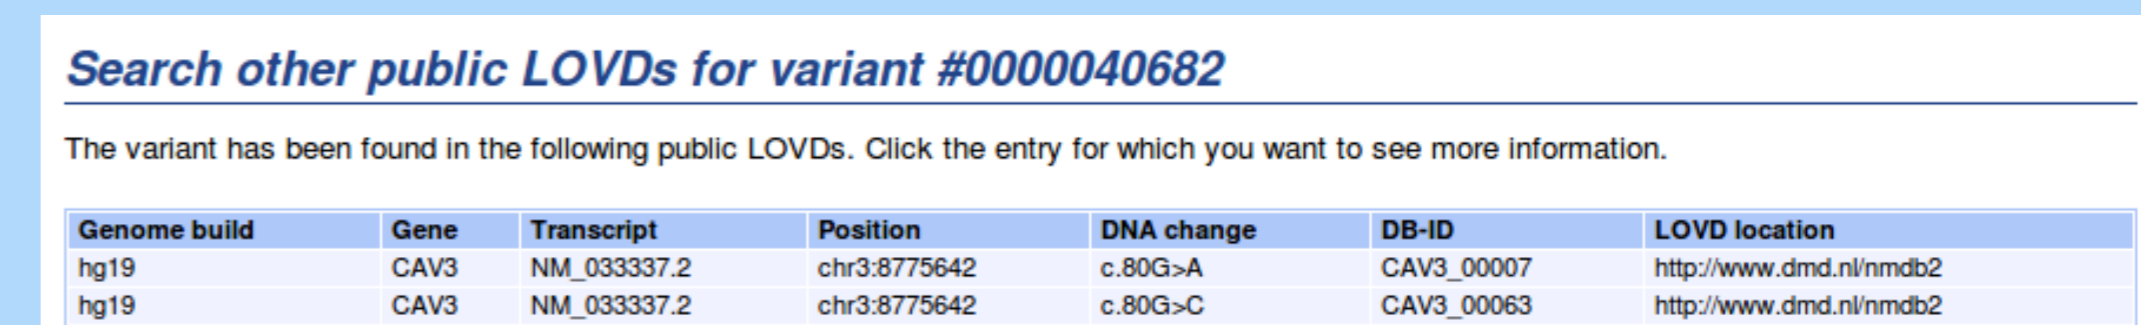 Search other public LOVDs for variant #0000040682
The variant has been found in the following public LOVDs. Click the entry for which you want to see more information.
Genome build Gene Transcript Position DNA change DB-ID LOVD location
hg19 CAV3 NM_033337.2 chr3:8775642 c.80G>A CAV3_00007 http://www.dmd.nl/nmdb2
hg19 CAV3 NM_033337.2 chr3:8775642 c.80G>C CAV3_00063 http://www.dmd.nl/nmdb2